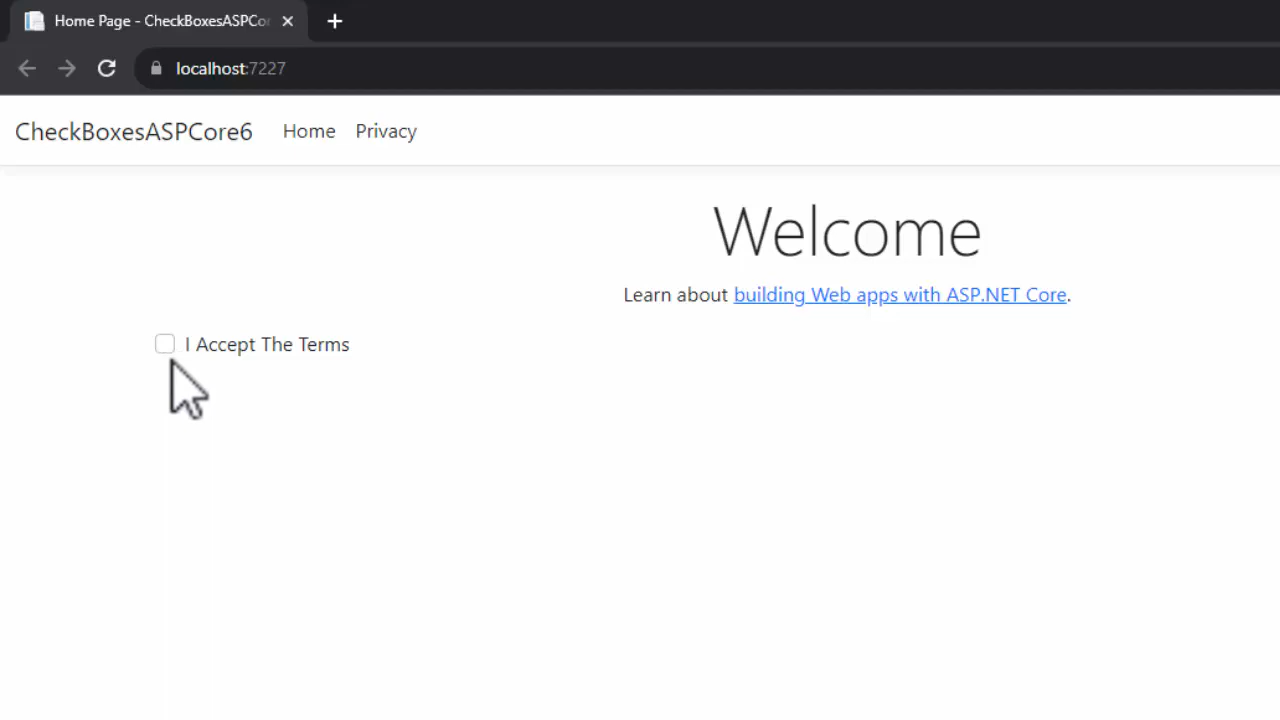 Home Page - CheckBoxesASPCo
localhost:7227
CheckBoxesASPCore6 Home Privacy
Welcome
Learn about building Web apps with ASP.NET Core.
I Accept The Terms